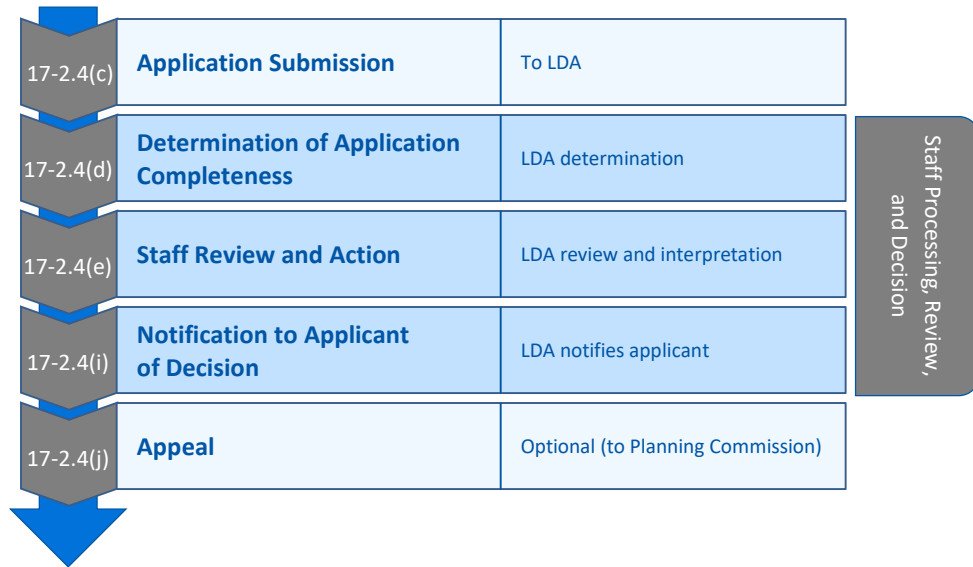 17-2.4(c)
Application Submission
To LDA
17-2.4(d)
Determination of Application
Completeness
LDA determination
17-2.4(e)
Staff Review and Action
LDA review and interpretation
17-2.4(i)
Notification to Applicant
of Decision
LDA notifies applicant
17-2.4(j)
Appeal
Optional (to Planning Commission)
Staff Processing, Review,
and Decision